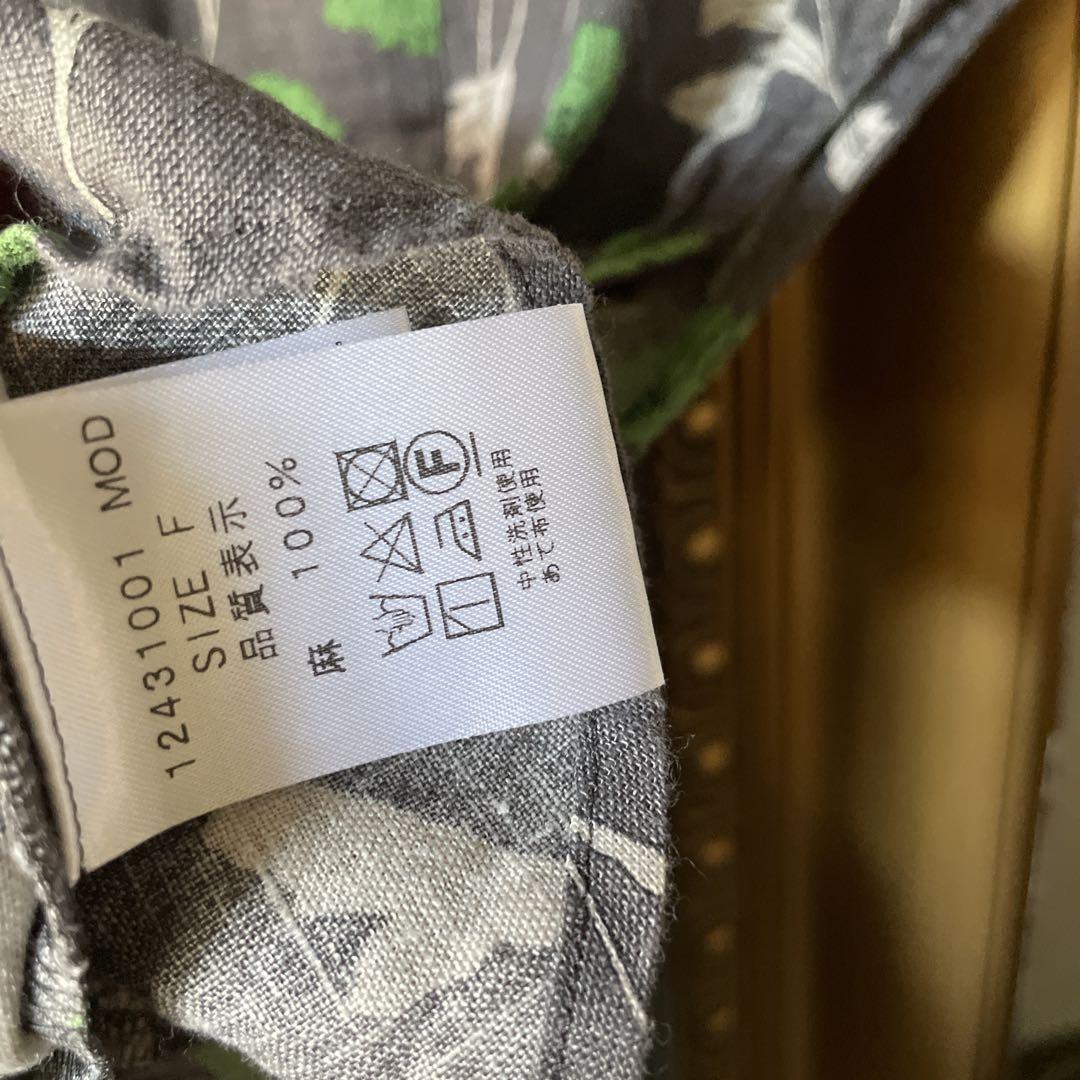 12431001 MOD
SIZE F
品質表示
麻 100%
F
中性洗剤使用
あて布使用